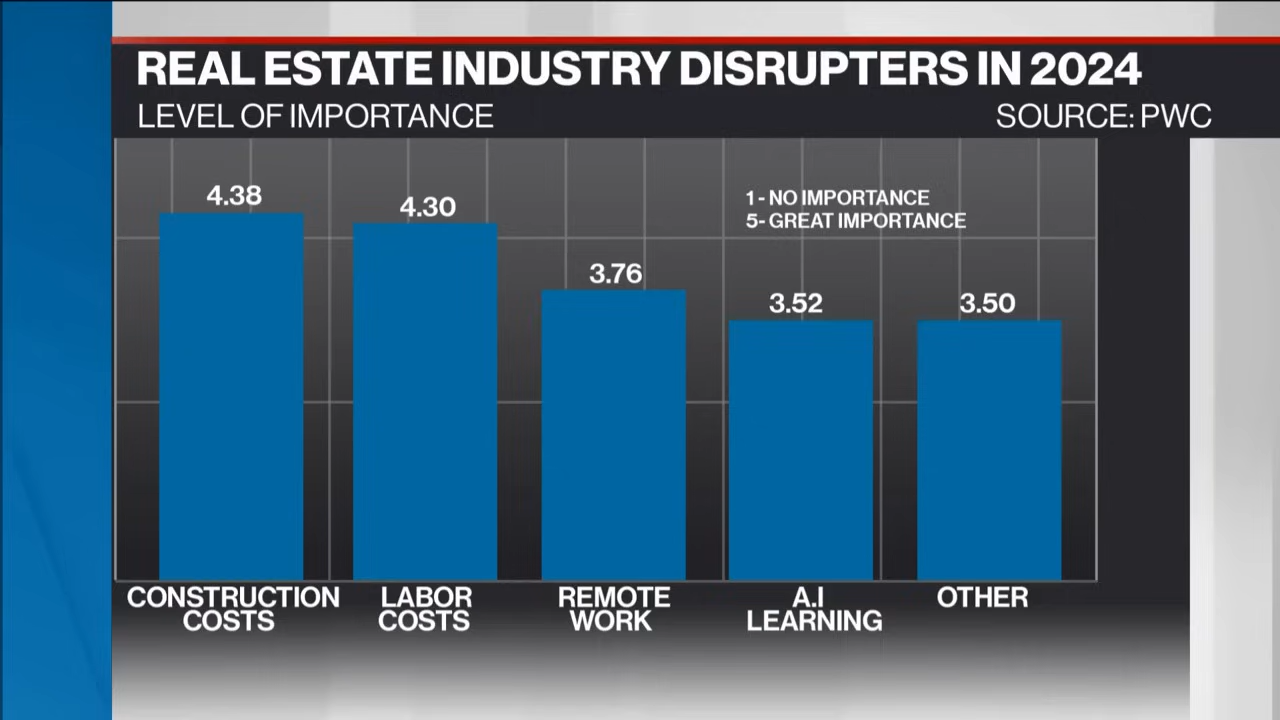 REAL ESTATE INDUSTRY DISRUPTERS IN 2024
LEVEL OF IMPORTANCE
SOURCE: PWC
1 - NO IMPORTANCE
5- GREAT IMPORTANCE
4.38
4.30
3.76
3.52
3.50
CONSTRUCTION
COSTS
LABOR
COSTS
REMOTE
WORK
A.I
LEARNING
OTHER